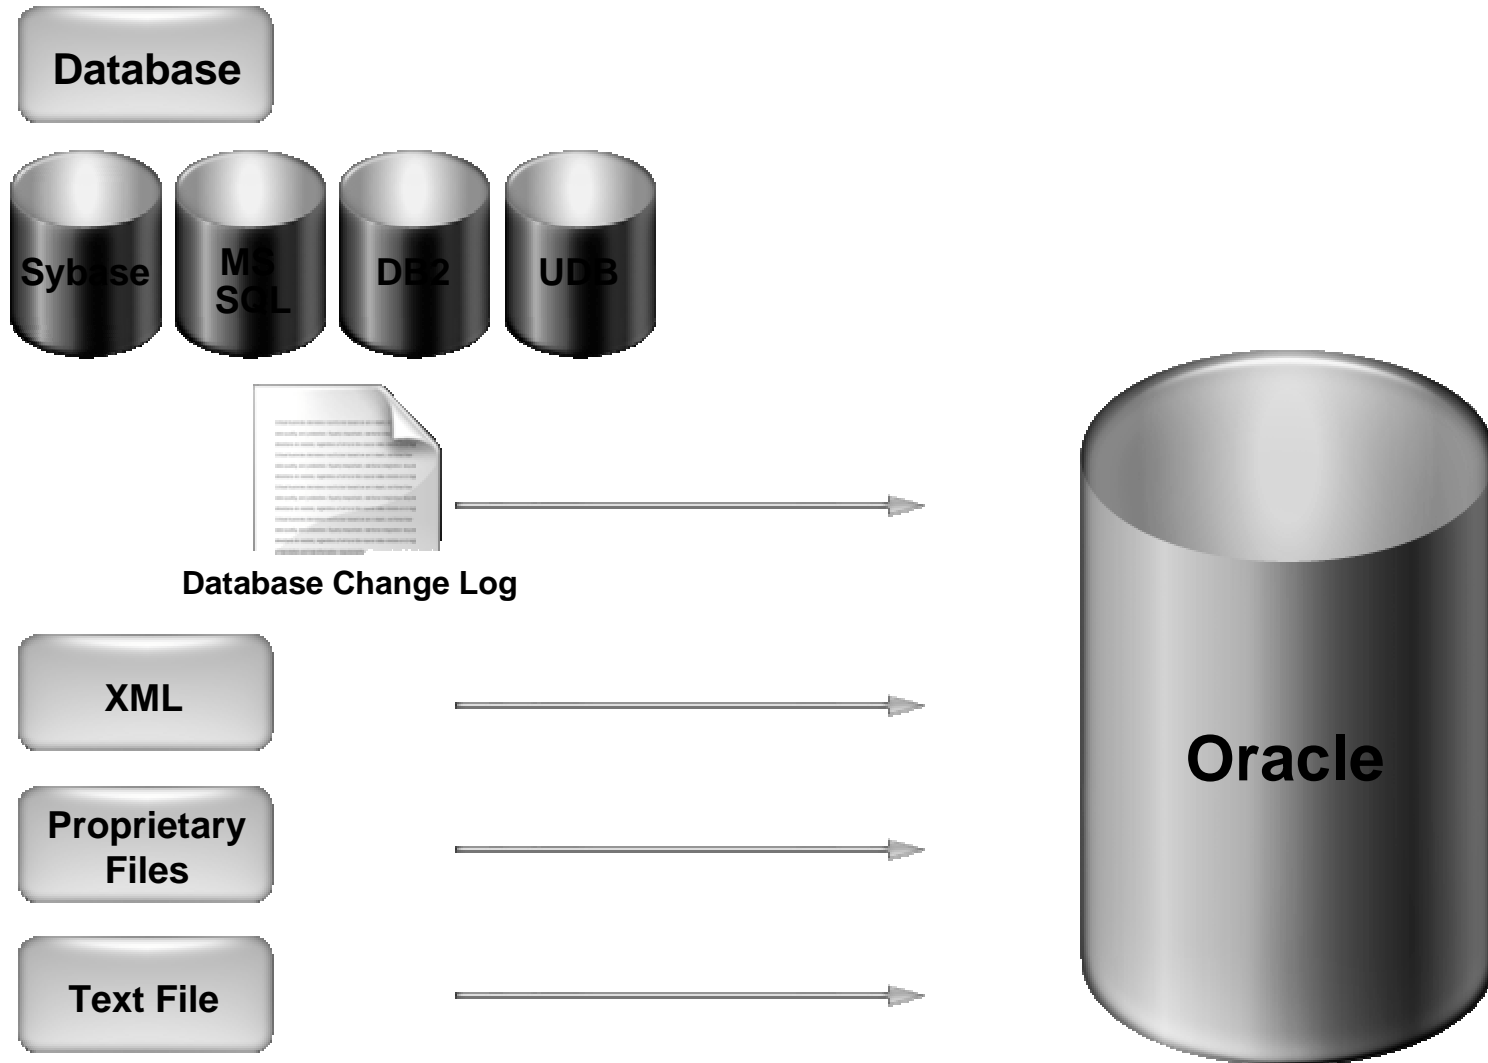 Database
Sybase
MS
SQL
DB2
UDB
Database Change Log
XML
Proprietary
Files
Text File
Oracle